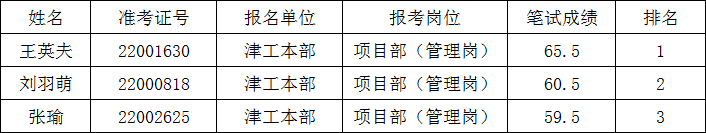 姓名 准考证号 报名单位 报考岗位 笔试成绩 排名
王英夫 22001630 津工本部 项目部（管理岗） 65.5 1
刘羽萌 22000818 津工本部 项目部（管理岗） 60.5 2
张瑜 22002625 津工本部 项目部（管理岗） 59.5 3